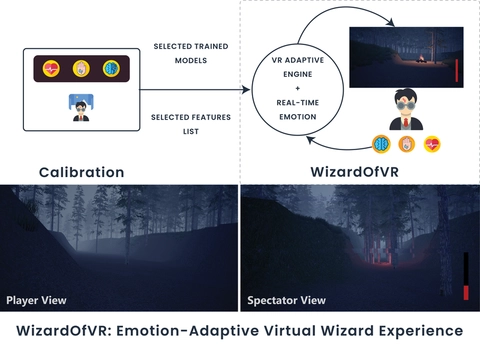 SELECTED TRAINED
MODELS
SELECTED FEATURES
LIST
VR ADAPTIVE
ENGINE
+
REAL-TIME
EMOTION
Calibration
WizardOfVR
Player View
Spectator View
WizardOfVR: Emotion-Adaptive Virtual Wizard Experience